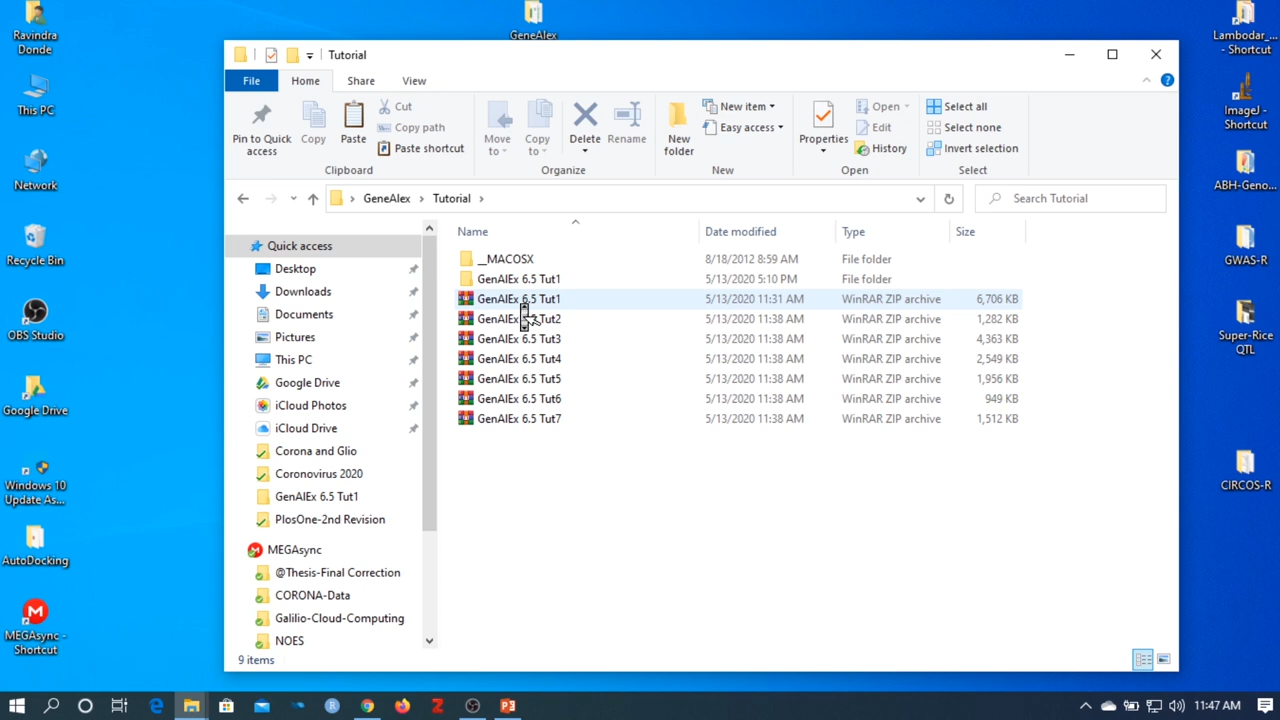 Ravindra
Donde
This PC
Network
Recycle Bin
OBS Studio
Google Drive
Windows 10
Update As...
AutoDocking
MEGAsync -
Shortcut
GeneAlex
Lambodar_...
- Shortcut
ImageJ -
Shortcut
ABH-Geno...
GWAS-R
Super-Rice
QTL
CIRCOS-R
Tutorial
File
Home
Share
View
Pin to Quick
access
Copy
Paste
Cut
Copy path
Paste shortcut
Clipboard
Move
to
Copy
to
Delete
Rename
Organize
New
folder
New item
Easy access
New
Properties
Open
Edit
History
Open
Select all
Select none
Invert selection
Select
GeneAlex > Tutorial >
Search Tutorial
Quick access
Desktop
Downloads
Documents
Pictures
This PC
Google Drive
iCloud Photos
iCloud Drive
Corona and Glio
Coronovirus 2020
GenAlEx 6.5 Tut1
PlosOne-2nd Revision
MEGAsync
@Thesis-Final Correction
CORONA-Data
Galilio-Cloud-Computing
NOES
Name Date modified Type Size
__MACOSX 8/18/2012 8:59 AM File folder
GenAlEx 6.5 Tut1 5/13/2020 5:10 PM File folder
GenAlEx 6.5 Tut1 5/13/2020 11:31 AM WinRAR ZIP archive 6,706 KB
GenAlEx Tut2 5/13/2020 11:38 AM WinRAR ZIP archive 1,282 KB
GenAlEx 6.5 Tut3 5/13/2020 11:38 AM WinRAR ZIP archive 4,363 KB
GenAlEx 6.5 Tut4 5/13/2020 11:38 AM WinRAR ZIP archive 2,549 KB
GenAlEx 6.5 Tut5 5/13/2020 11:38 AM WinRAR ZIP archive 1,956 KB
GenAlEx 6.5 Tut6 5/13/2020 11:38 AM WinRAR ZIP archive 949 KB
GenAlEx 6.5 Tut7 5/13/2020 11:38 AM WinRAR ZIP archive 1,512 KB
9 items
11:47 AM